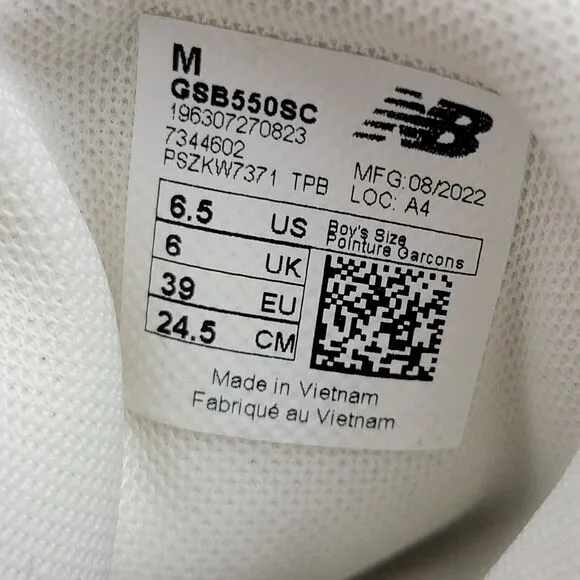 M
GSB550SC
196307270823
7344602
PSZKW7371 TPB
NB
MFG:08/2022
LOC: A4
6.5 US Boy's Size
Pointure Garcons
6 UK
39 EU
24.5 CM
Made in Vietnam
Fabriqué au Vietnam